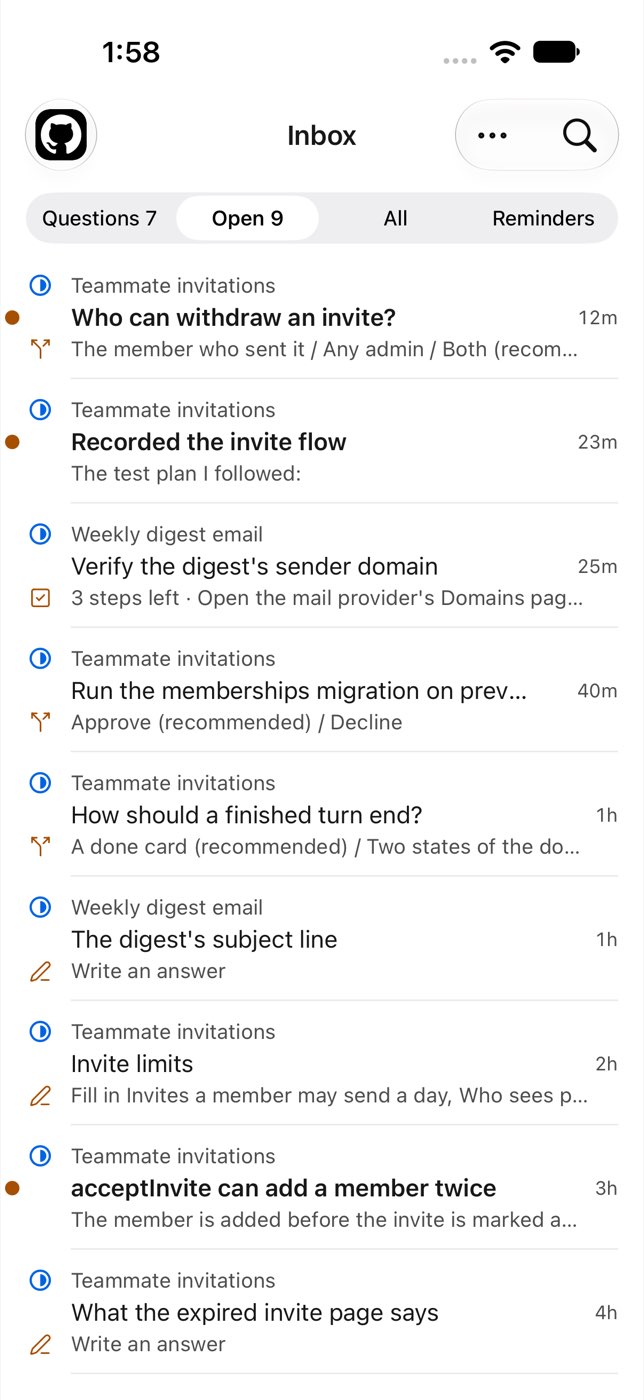 1:58
Inbox
Questions 7
Open 9
All
Reminders
Teammate invitations
Who can withdraw an invite?
12m
The member who sent it / Any admin / Both (recom...
Teammate invitations
Recorded the invite flow
23m
The test plan I followed:
Weekly digest email
Verify the digest's sender domain
25m
3 steps left · Open the mail provider's Domains pag...
Teammate invitations
Run the memberships migration on prev...
40m
Approve (recommended) / Decline
Teammate invitations
How should a finished turn end?
1h
A done card (recommended) / Two states of the do...
Weekly digest email
The digest's subject line
1h
Write an answer
Teammate invitations
Invite limits
2h
Fill in Invites a member may send a day, Who sees p...
Teammate invitations
acceptInvite can add a member twice
3h
The member is added before the invite is marked a...
Teammate invitations
What the expired invite page says
4h
Write an answer